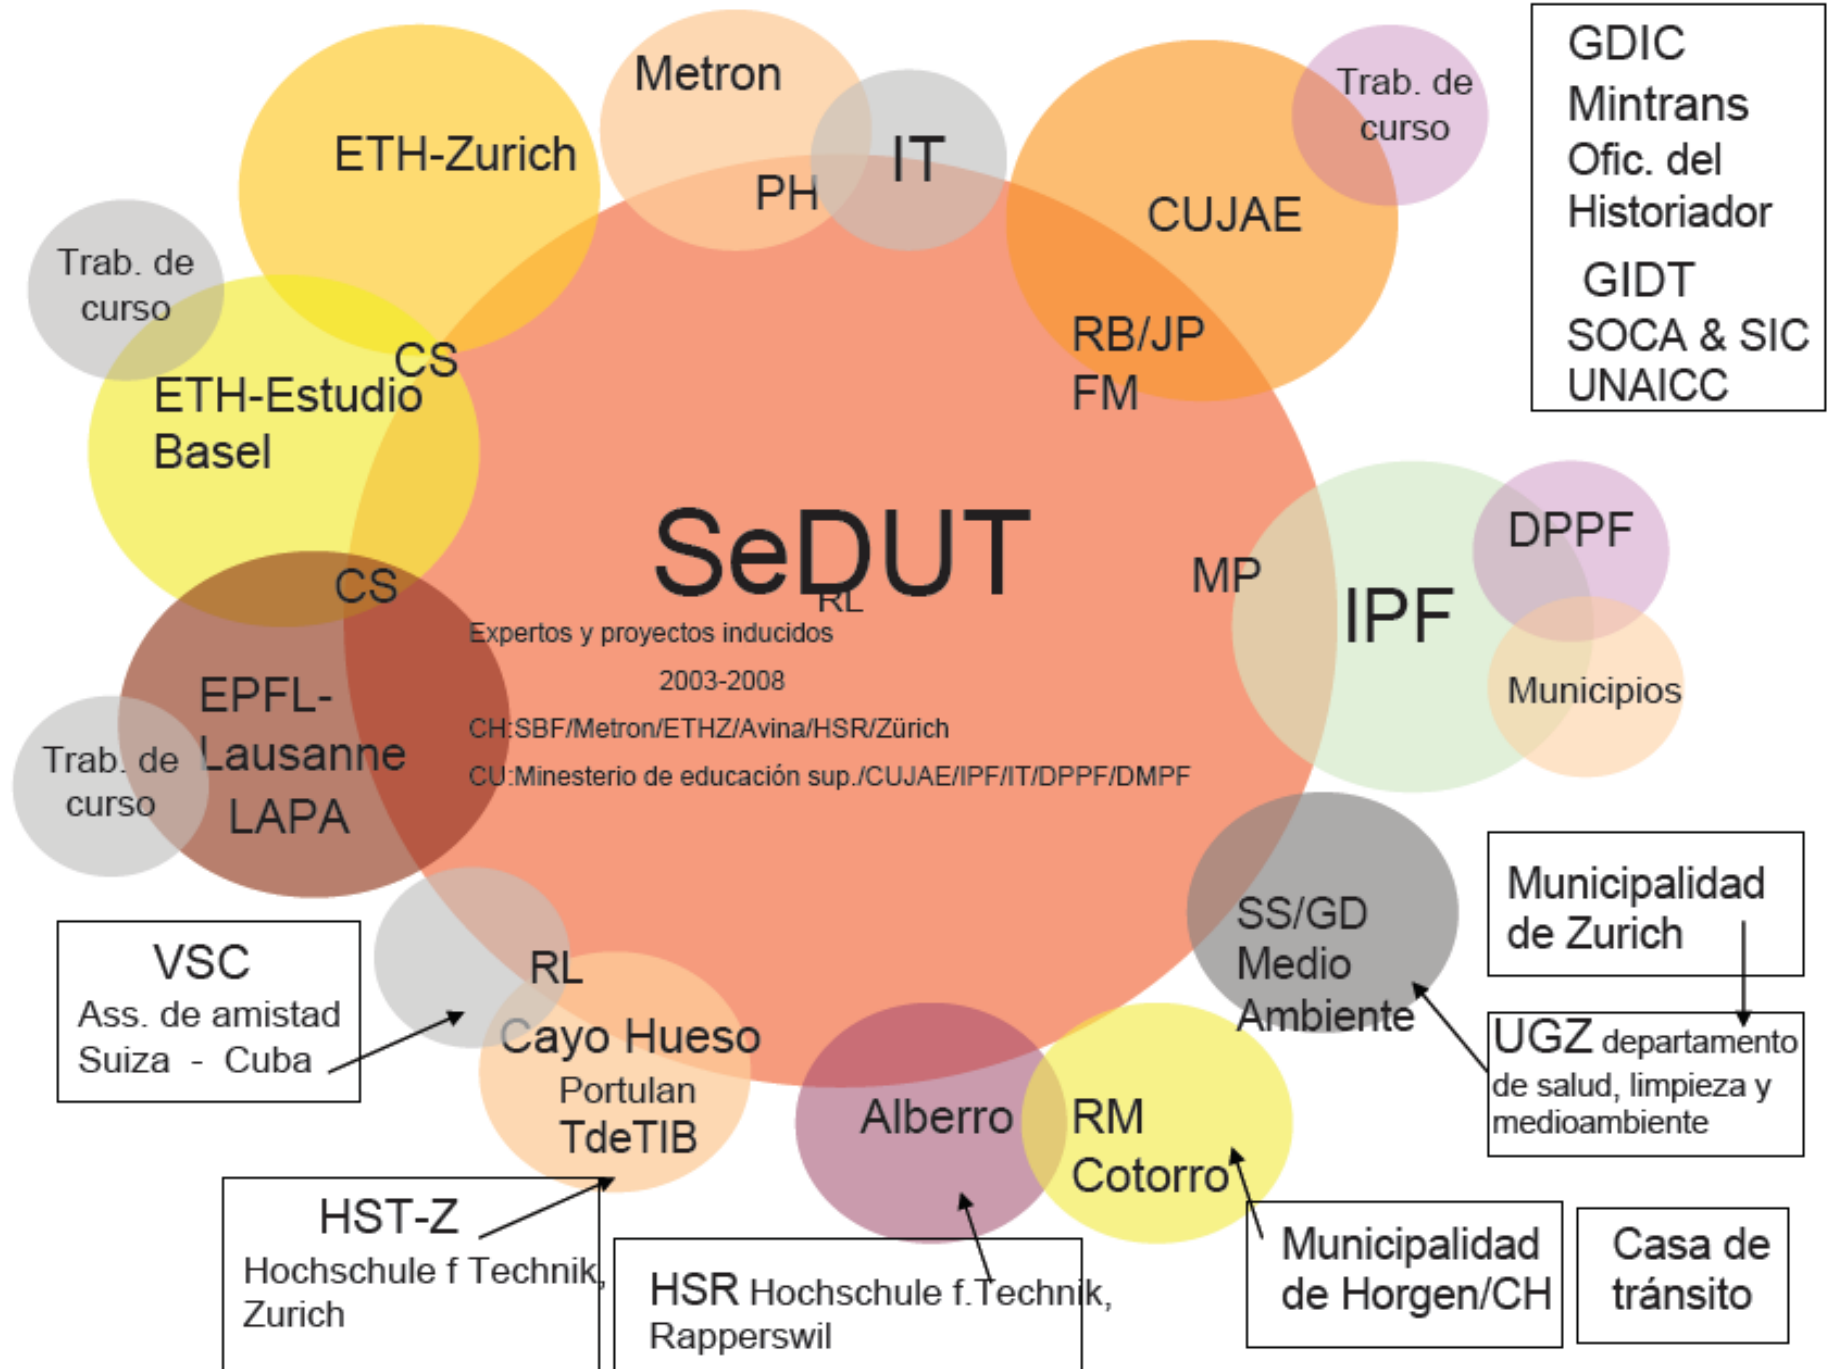 Metron
IT
PH
ETH-Zurich
Trab. de
curso
CUJAE
RB/JP
FM
GDIC
Mintrans
Ofic. del
Historiador
GIDT
SOCA & SIC
UNAICC
Trab. de
curso
CS
ETH-Estudio
Basel
CS
SeDUT
RL
Expertos y proyectos inducidos
2003-2008
CH:SBF/Metron/ETHZ/Avina/HSR/Zürich
CU:Minesterio de educación sup./CUJAE/IPF/IT/DPPF/DMPF
MP
IPF
DPPF
Municipios
EPFL-
Lausanne
LAPA
Trab. de
curso
SS/GD
Medio
Ambiente
Municipalidad
de Zurich
UGZ departamento
de salud, limpieza y
medioambiente
VSC
Ass. de amistad
Suiza - Cuba
RL
Cayo Hueso
Portulan
TdeTIB
Alberro
RM
Cotorro
HST-Z
Hochschule f Technik,
Zurich
HSR Hochschule f.Technik,
Rapperswil
Municipalidad
de Horgen/CH
Casa de
tránsito